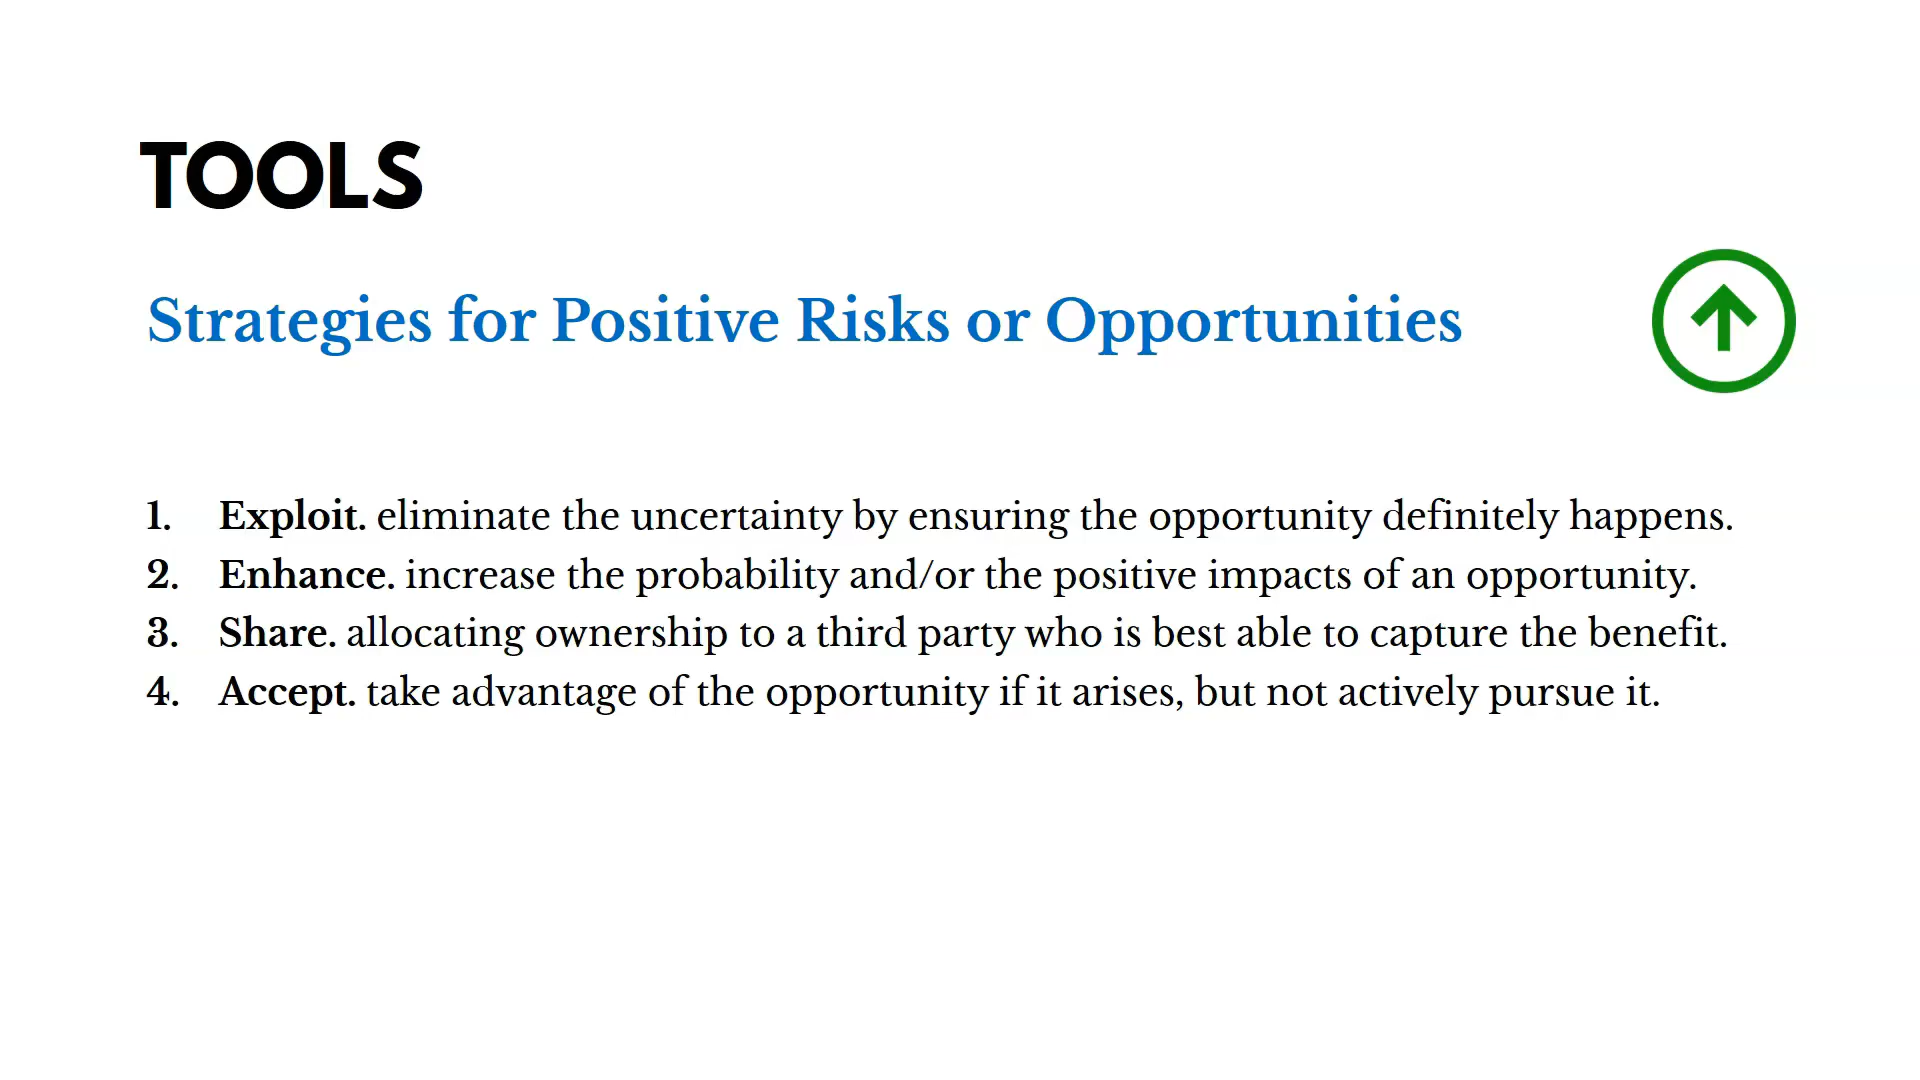 TOOLS
Strategies for Positive Risks or Opportunities
1. Exploit. eliminate the uncertainty by ensuring the opportunity definitely happens.
2. Enhance. increase the probability and/or the positive impacts of an opportunity.
3. Share. allocating ownership to a third party who is best able to capture the benefit.
4. Accept. take advantage of the opportunity if it arises, but not actively pursue it.